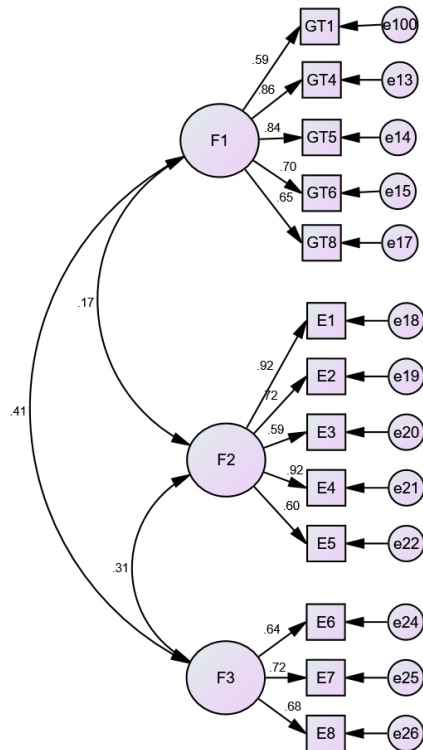 GT1 e100
.59
GT4 e13
.86
F1 .84 GT5 e14
.70
GT6 e15
.65
GT8 e17
.17
.41
E1 e18
.92
E2 e19
.72
F2 .59 E3 e20
.92
E4 e21
.60
E5 e22
.31
E6 e24
.64
F3 .72 E7 e25
.68
E8 e26